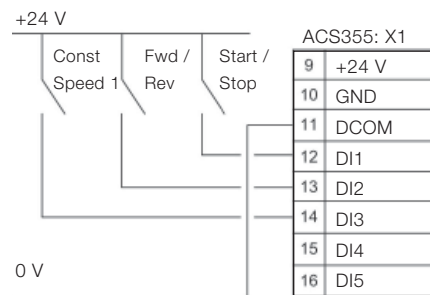 +24 V
ACS355: X1
Const Speed 1
Fwd / Rev
Start / Stop
9 +24 V
10 GND
11 DCOM
12 DI1
13 DI2
14 DI3
15 DI4
16 DI5
0 V